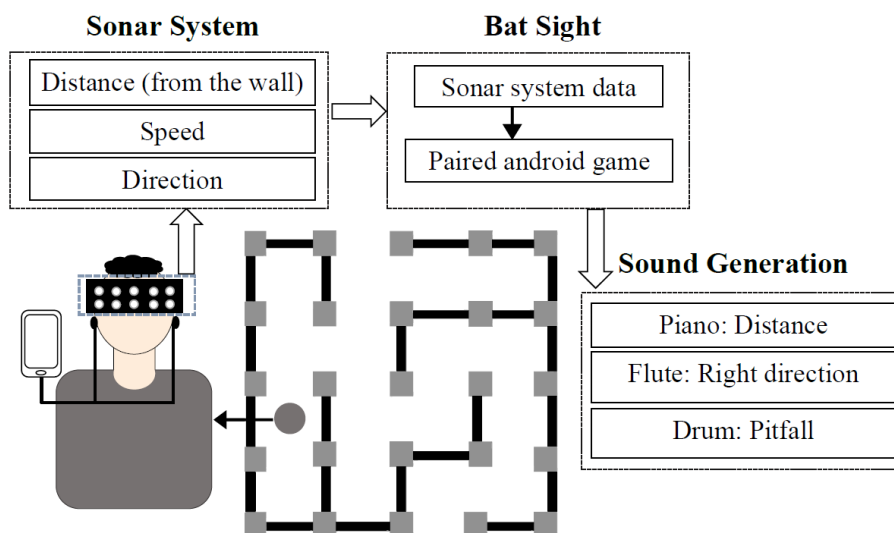 Sonar System
Distance (from the wall)
Speed
Direction
Bat Sight
Sonar system data
Paired android game
Sound Generation
Piano: Distance
Flute: Right direction
Drum: Pitfall